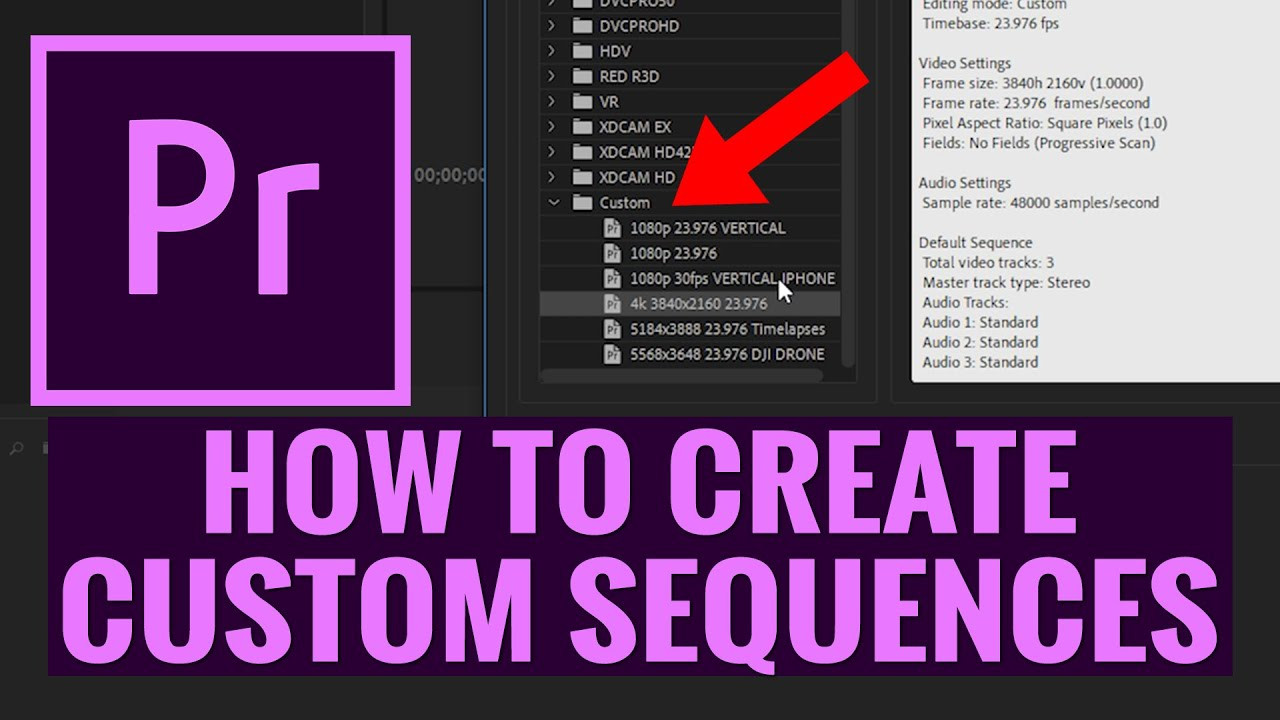 DVCPRO50
DVCPROHD
HDV
RED R3D
VR
XDCAM EX
XDCAM HD42
XDCAM HD
Custom
1080p 23.976 VERTICAL
1080p 23.976
1080p 30fps VERTICAL IPHONE
4k 3840x2160 23.976
5184x3888 23.976 Timelapses
5568x3648 23.976 DJI DRONE
Editing mode: Custom
Timebase: 23.976 fps
Video Settings
Frame size: 3840h 2160v (1.0000)
Frame rate: 23.976 frames/second
Pixel Aspect Ratio: Square Pixels (1.0)
Fields: No Fields (Progressive Scan)
Audio Settings
Sample rate: 48000 samples/second
Default Sequence
Total video tracks: 3
Master track type: Stereo
Audio Tracks:
Audio 1: Standard
Audio 2: Standard
Audio 3: Standard
Pr
00;00;00
HOW TO CREATE
CUSTOM SEQUENCES